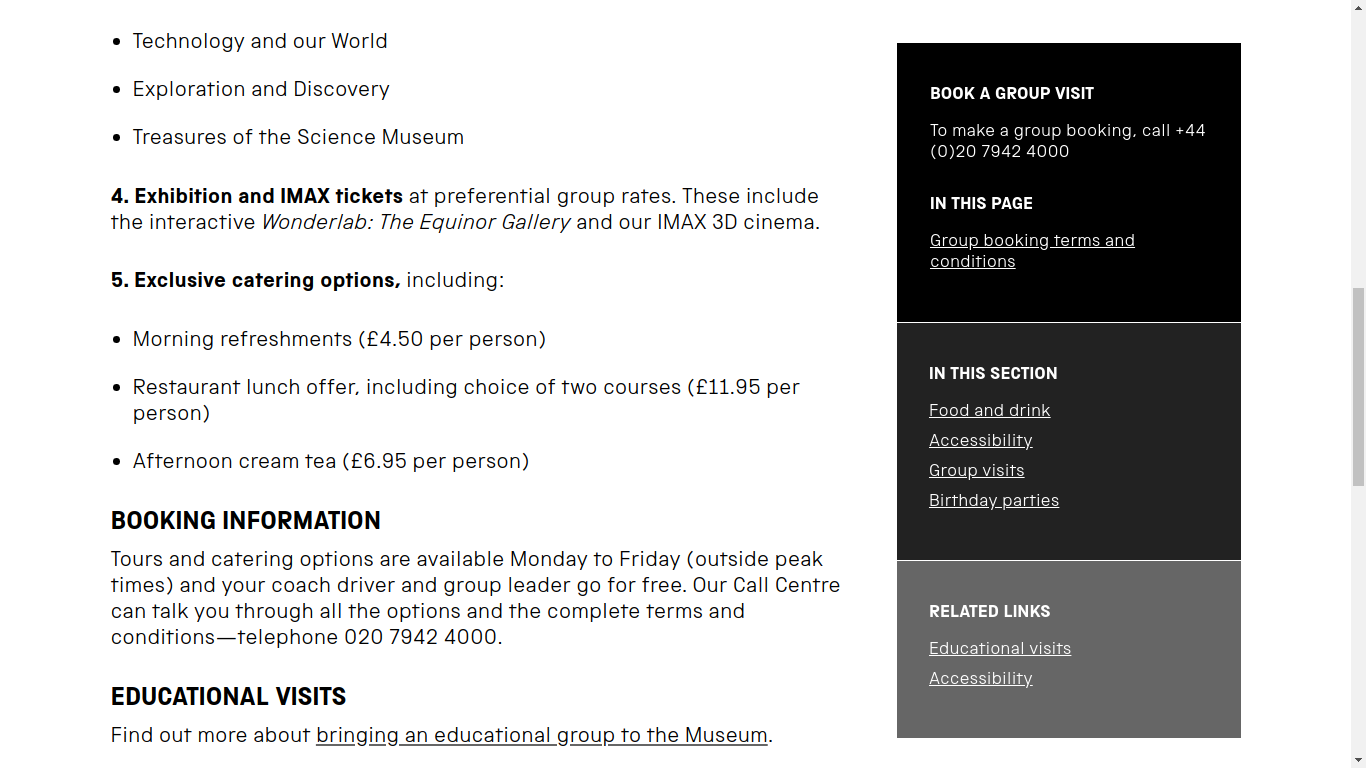 Technology and our World
Exploration and Discovery
Treasures of the Science Museum
4. Exhibition and IMAX tickets at preferential group rates. These include
the interactive Wonderlab: The Equinor Gallery and our IMAX 3D cinema.
5. Exclusive catering options, including:
Morning refreshments (£4.50 per person)
Restaurant lunch offer, including choice of two courses (£11.95 per
person)
Afternoon cream tea (£6.95 per person)
BOOKING INFORMATION
Tours and catering options are available Monday to Friday (outside peak
times) and your coach driver and group leader go for free. Our Call Centre
can talk you through all the options and the complete terms and
conditions—telephone 020 7942 4000.
EDUCATIONAL VISITS
Find out more about bringing an educational group to the Museum.
BOOK A GROUP VISIT
To make a group booking, call +44
(0)20 7942 4000
IN THIS PAGE
Group booking terms and
conditions
IN THIS SECTION
Food and drink
Accessibility
Group visits
Birthday parties
RELATED LINKS
Educational visits
Accessibility